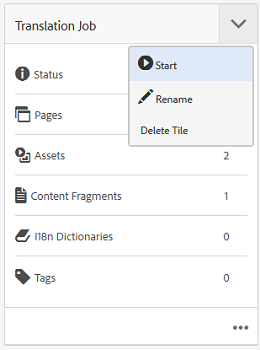 Translation Job
Start
Status
Rename
Pages
Delete Tile
Assets 2
Content Fragments 1
I18n Dictionaries 0
Tags 0